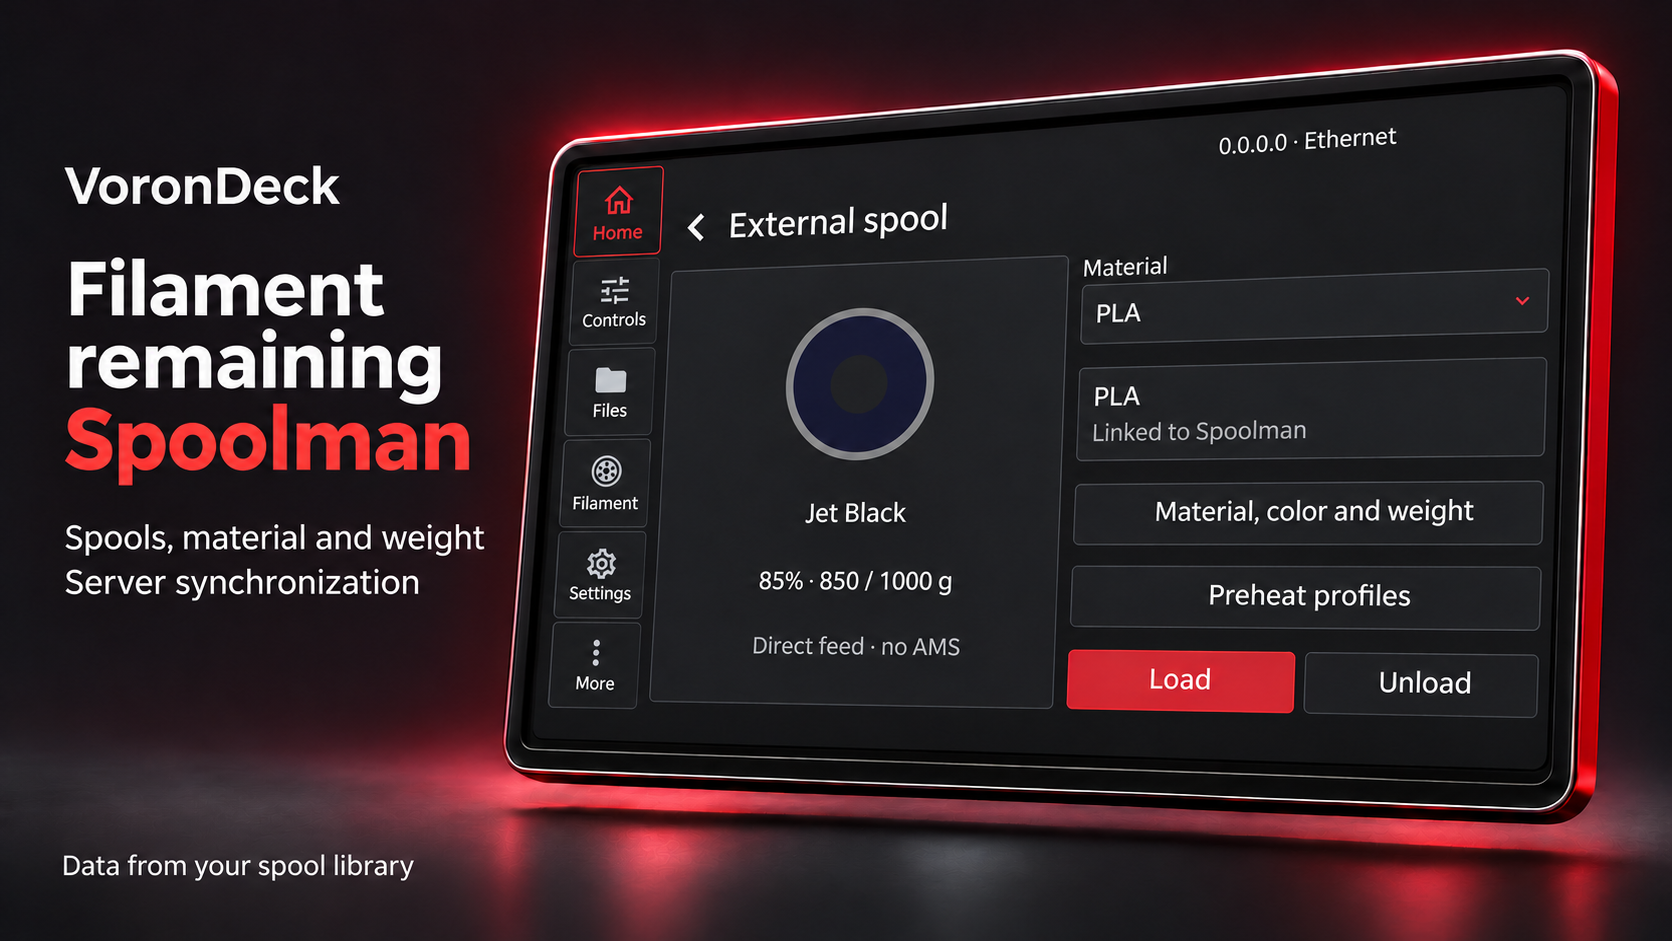 VoronDeck
Filament
remaining
Spoolman
Spools, material and weight
Server synchronization
Data from your spool library
0.0.0.0 · Ethernet
Home
Controls
Files
Filament
Settings
More
External spool
Jet Black
85% · 850 / 1000 g
Direct feed · no AMS
Material
PLA
PLA
Linked to Spoolman
Material, color and weight
Preheat profiles
Load
Unload